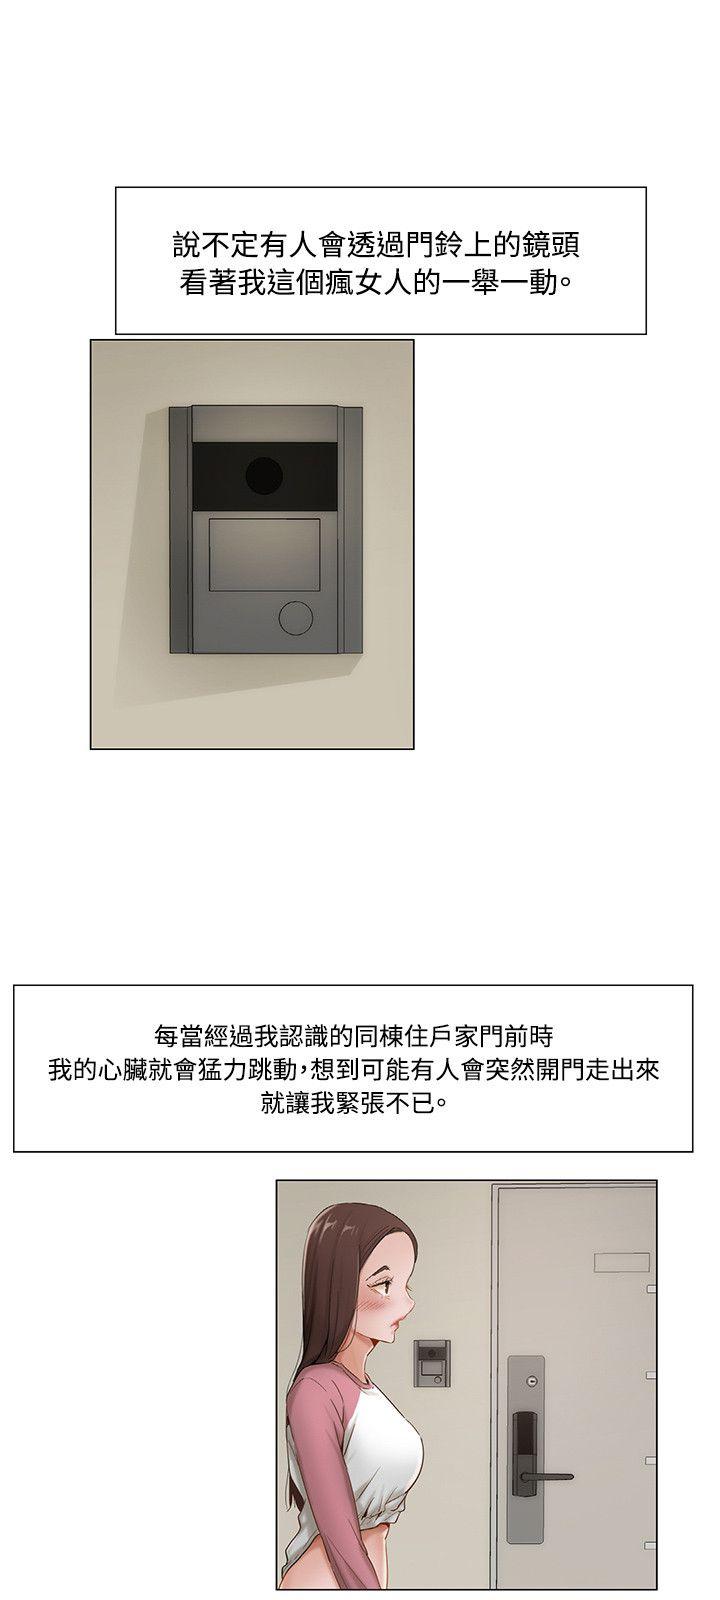 說不定有人會透過門鈴上的鏡頭
看著我這個瘋女人的一舉一動。
每當經過我認識的同棟住戶家門前時
我的心臟就會猛力跳動，想到可能有人會突然開門走出來
就讓我緊張不已。